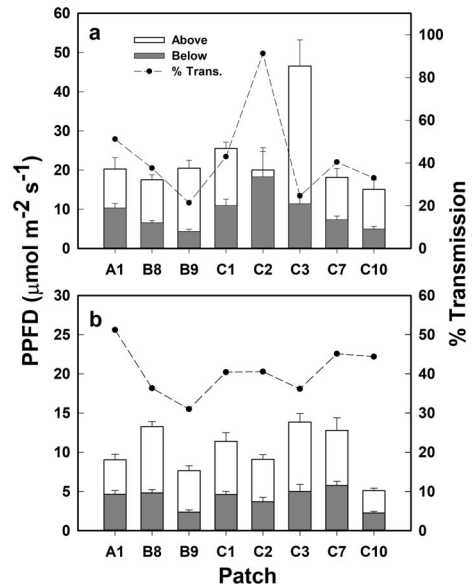 a
Above
Below
% Trans.
60
50
40
30
20
10
0
100
80
60
40
20
0
A1 B8 B9 C1 C2 C3 C7 C10
PPFD (μmol m-2 s-1)
% Transmission
b
30
25
20
15
10
5
0
60
50
40
30
20
10
0
A1 B8 B9 C1 C2 C3 C7 C10
Patch